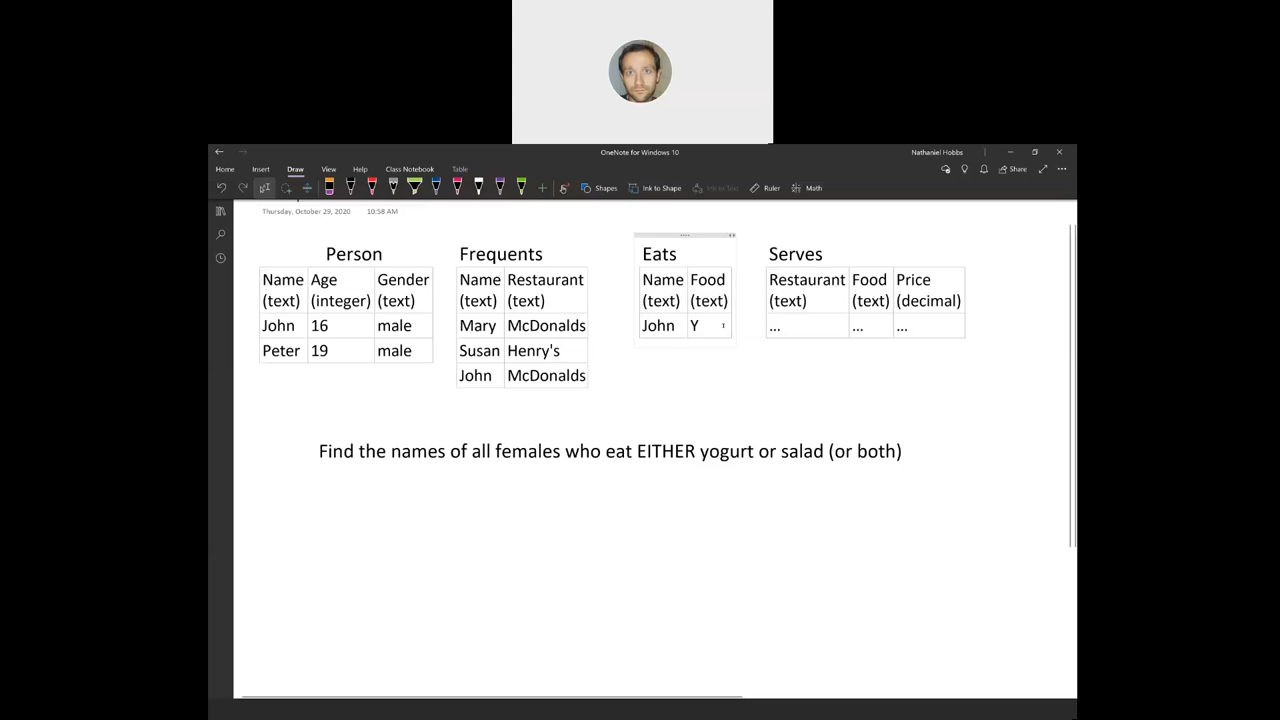 OneNote for Windows 10
Nathaniel Hobbs
Home Insert Draw View Help Class Notebook Table
Shapes Ink to Shape Ink to Text Ruler Math
Share
Thursday, October 29, 2020 10:58 AM
Person
Name (text) Age (integer) Gender (text)
John 16 male
Peter 19 male
Frequents
Name (text) Restaurant (text)
Mary McDonalds
Susan Henry's
John McDonalds
Eats
Name (text) Food (text)
John Y
Serves
Restaurant (text) Food (text) Price (decimal)
... ... ...
Find the names of all females who eat EITHER yogurt or salad (or both)